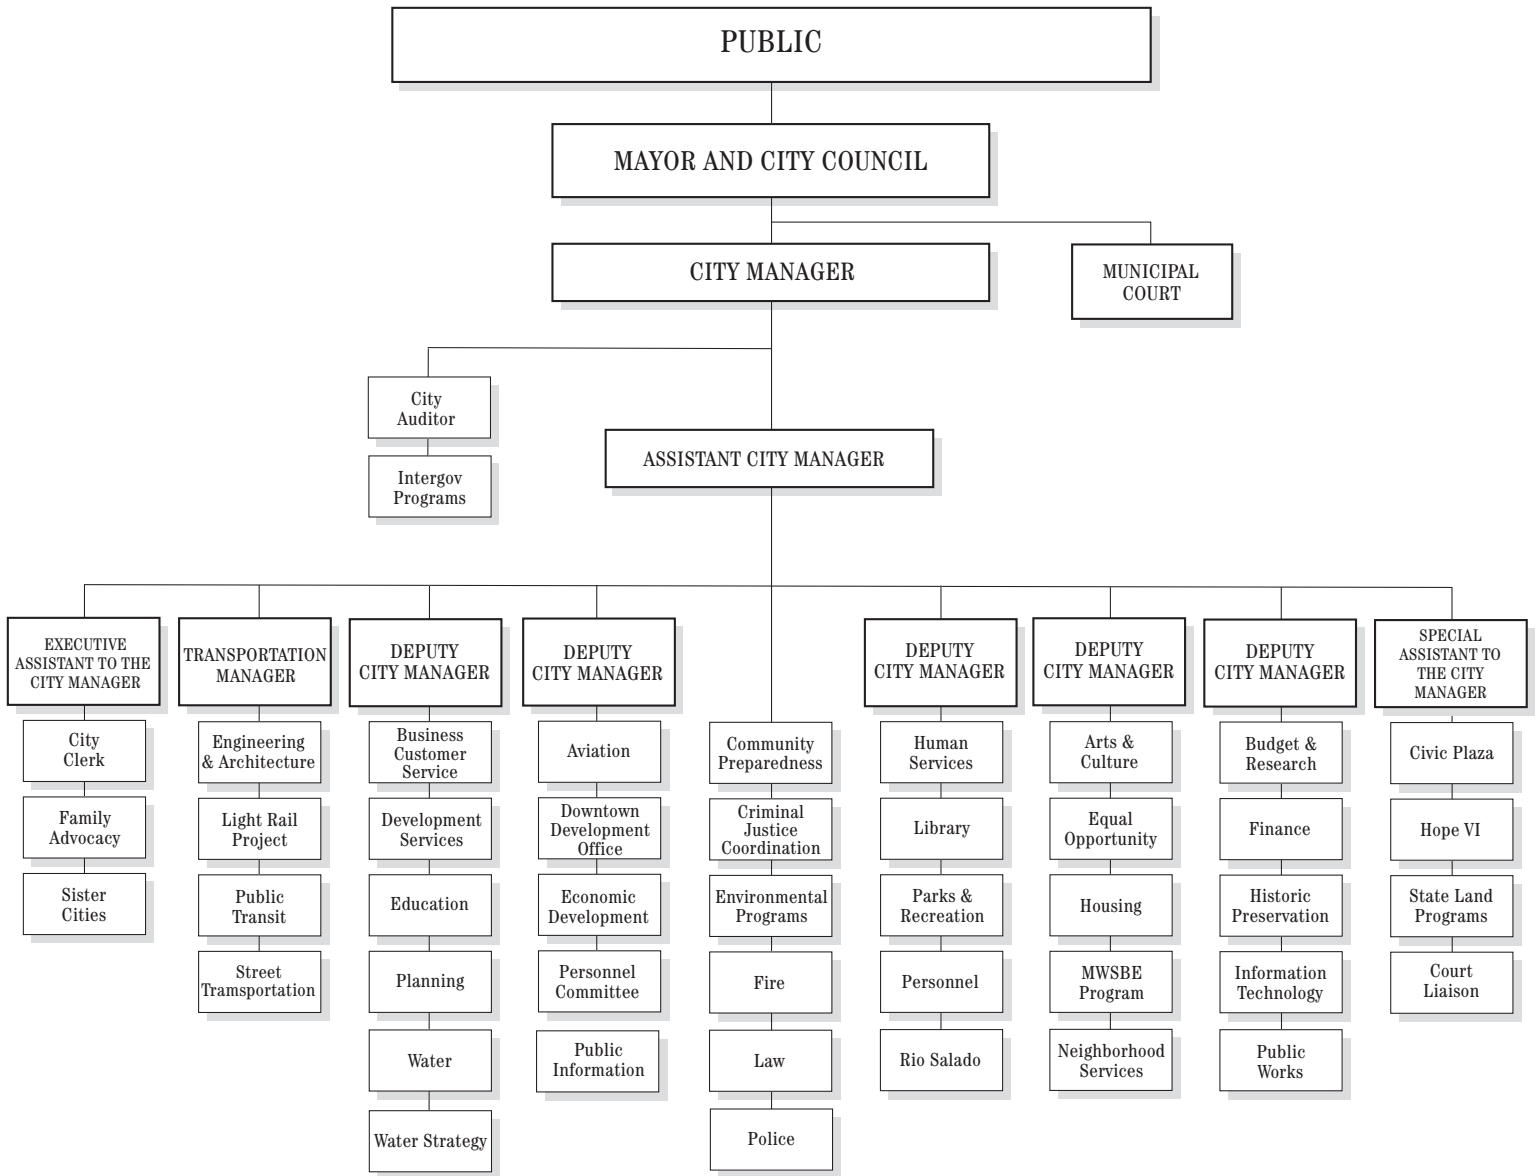 PUBLIC
MAYOR AND CITY COUNCIL
CITY MANAGER
MUNICIPAL
COURT
City
Auditor
Intergov
Programs
ASSISTANT CITY MANAGER
EXECUTIVE
ASSISTANT TO THE
CITY MANAGER
City
Clerk
Family
Advocacy
Sister
Cities
TRANSPORTATION
MANAGER
Engineering
& Architecture
Light Rail
Project
Public
Transit
Street
Tramsportation
DEPUTY
CITY MANAGER
Business
Customer
Service
Development
Services
Education
Planning
Water
Water Strategy
DEPUTY
CITY MANAGER
Aviation
Downtown
Development
Office
Economic
Development
Personnel
Committee
Public
Information
Community
Preparedness
Criminal
Justice
Coordination
Environmental
Programs
Fire
Law
Police
DEPUTY
CITY MANAGER
Human
Services
Library
Parks &
Recreation
Personnel
Rio Salado
DEPUTY
CITY MANAGER
Arts &
Culture
Equal
Opportunity
Housing
MWSBE
Program
Neighborhood
Services
DEPUTY
CITY MANAGER
Budget &
Research
Finance
Historic
Preservation
Information
Technology
Public
Works
SPECIAL
ASSISTANT TO
THE CITY
MANAGER
Civic Plaza
Hope VI
State Land
Programs
Court
Liaison